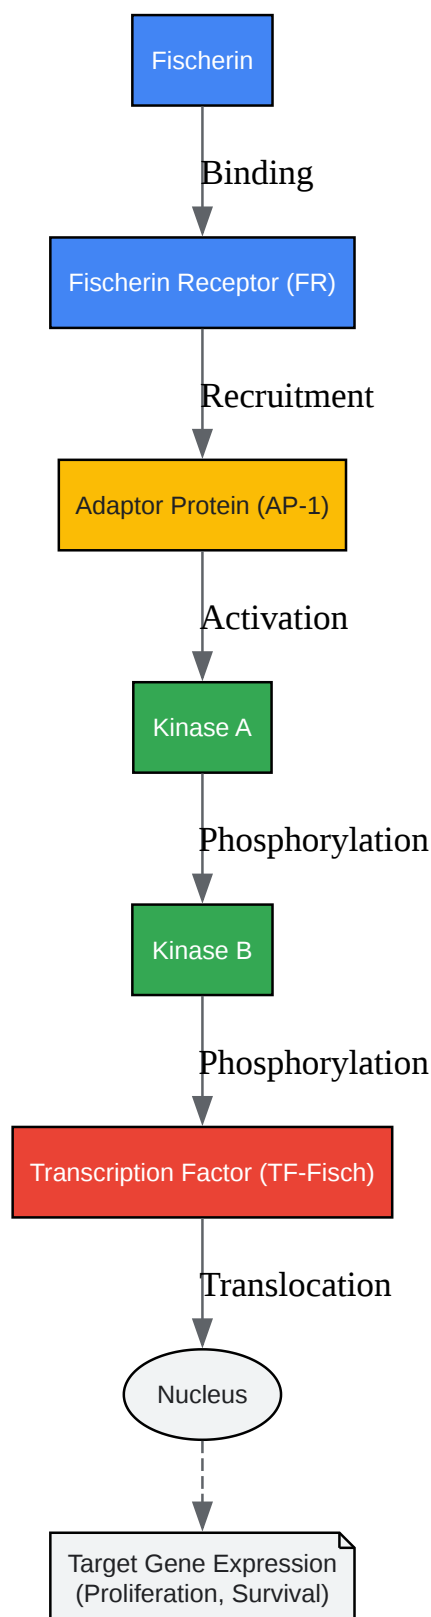 Fischerin
Binding
Fischerin Receptor (FR)
Recruitment
Adaptor Protein (AP-1)
Activation
Kinase A
Phosphorylation
Kinase B
Phosphorylation
Transcription Factor (TF-Fisch)
Translocation
Nucleus
Target Gene Expression
(Proliferation, Survival)